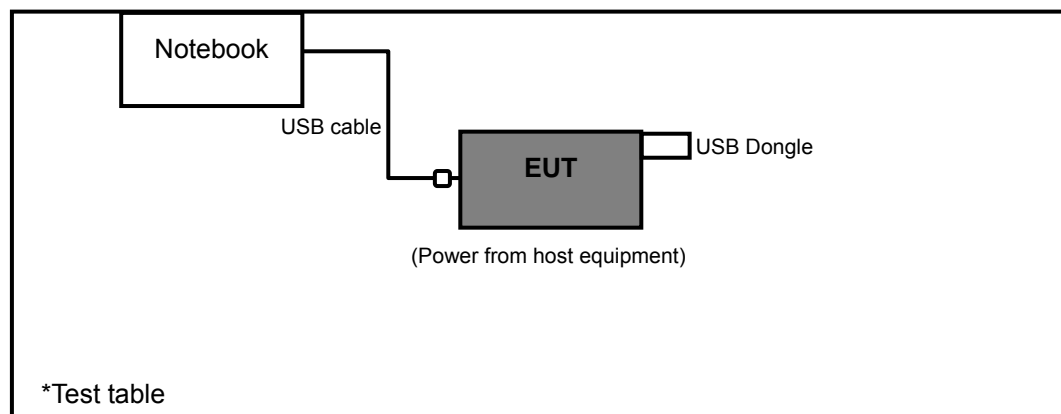 Notebook
USB cable
EUT
USB Dongle
(Power from host equipment)
*Test table